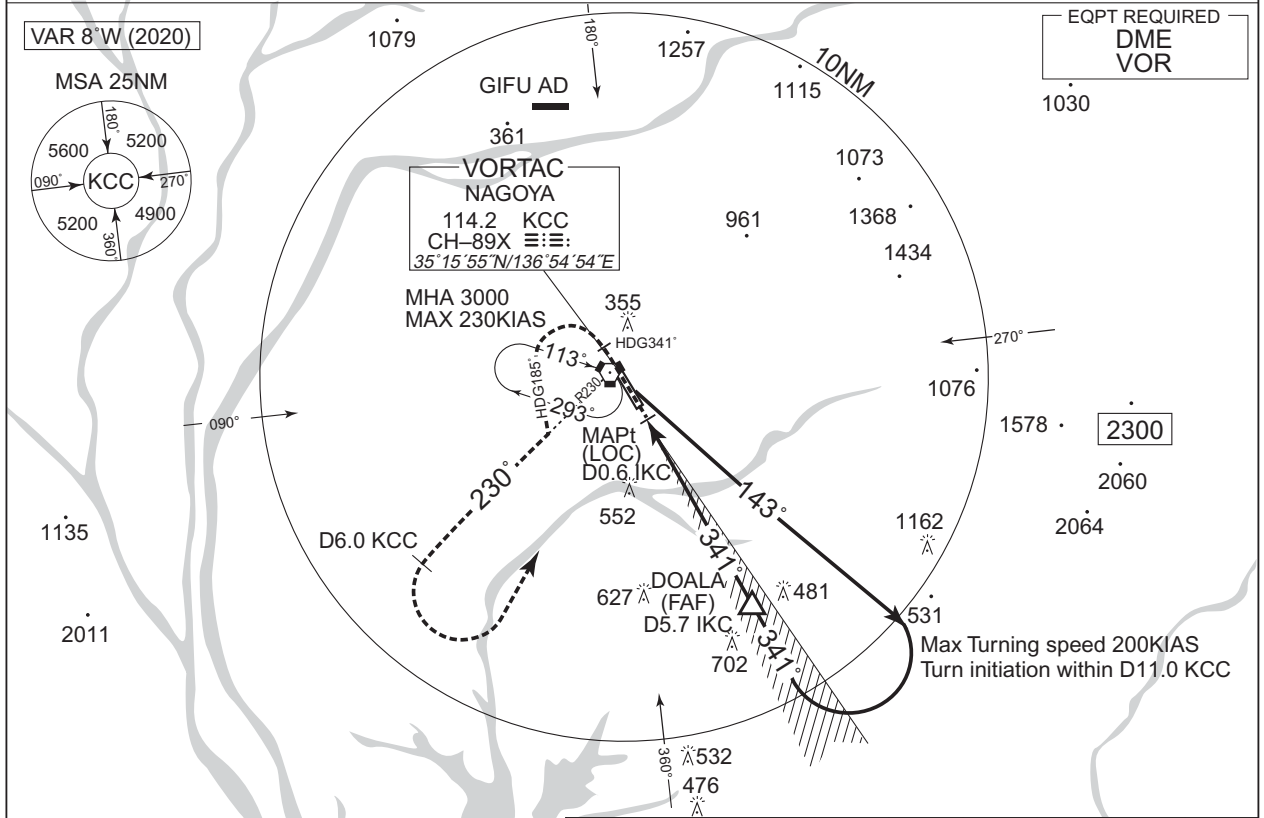 VAR 8°W (2020)
MSA 25NM
180°
5600
5200
090°
KCC
270°
5200
4900
360°
1079
180°
1257
10NM
1115
EQPT REQUIRED
DME
VOR
1030
GIFU AD
361
VORTAC
NAGOYA
114.2 KCC
CH–89X
35°15´55˝N/136°54´54˝E
1073
961
1368
1434
MHA 3000
MAX 230KIAS
355
HDG341°
113°
HDG185°
R230
293°
270°
1076
090°
1578
2300
MAPt
(LOC)
D0.6 IKC
230°
143°
2060
552
1162
2064
1135
D6.0 KCC
341°
627
DOALA
(FAF)
D5.7 IKC
481
531
2011
702
341°
Max Turning speed 200KIAS
Turn initiation within D11.0 KCC
360°
532
476